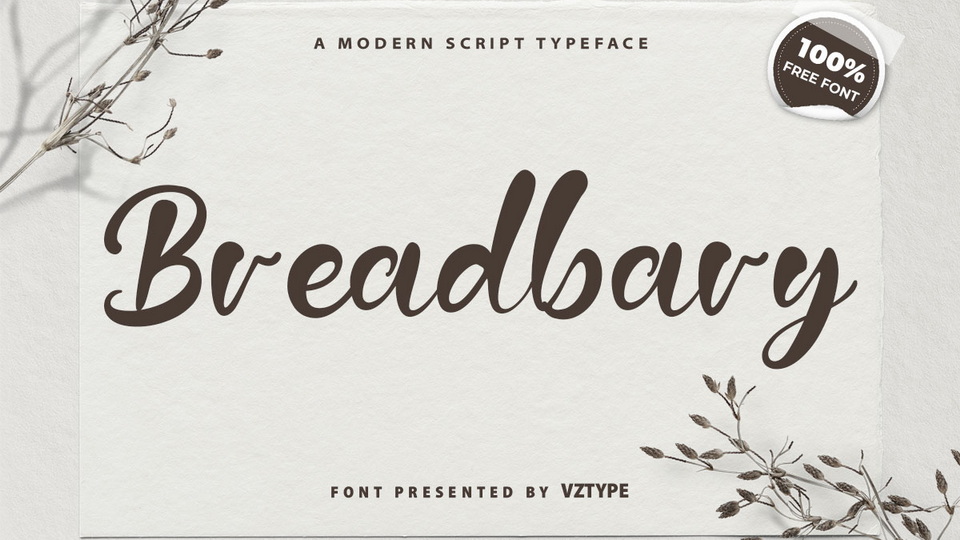 A MODERN SCRIPT TYPEFACE
100%
FREE FONT
Breadbary
FONT PRESENTED BY VZTYPE